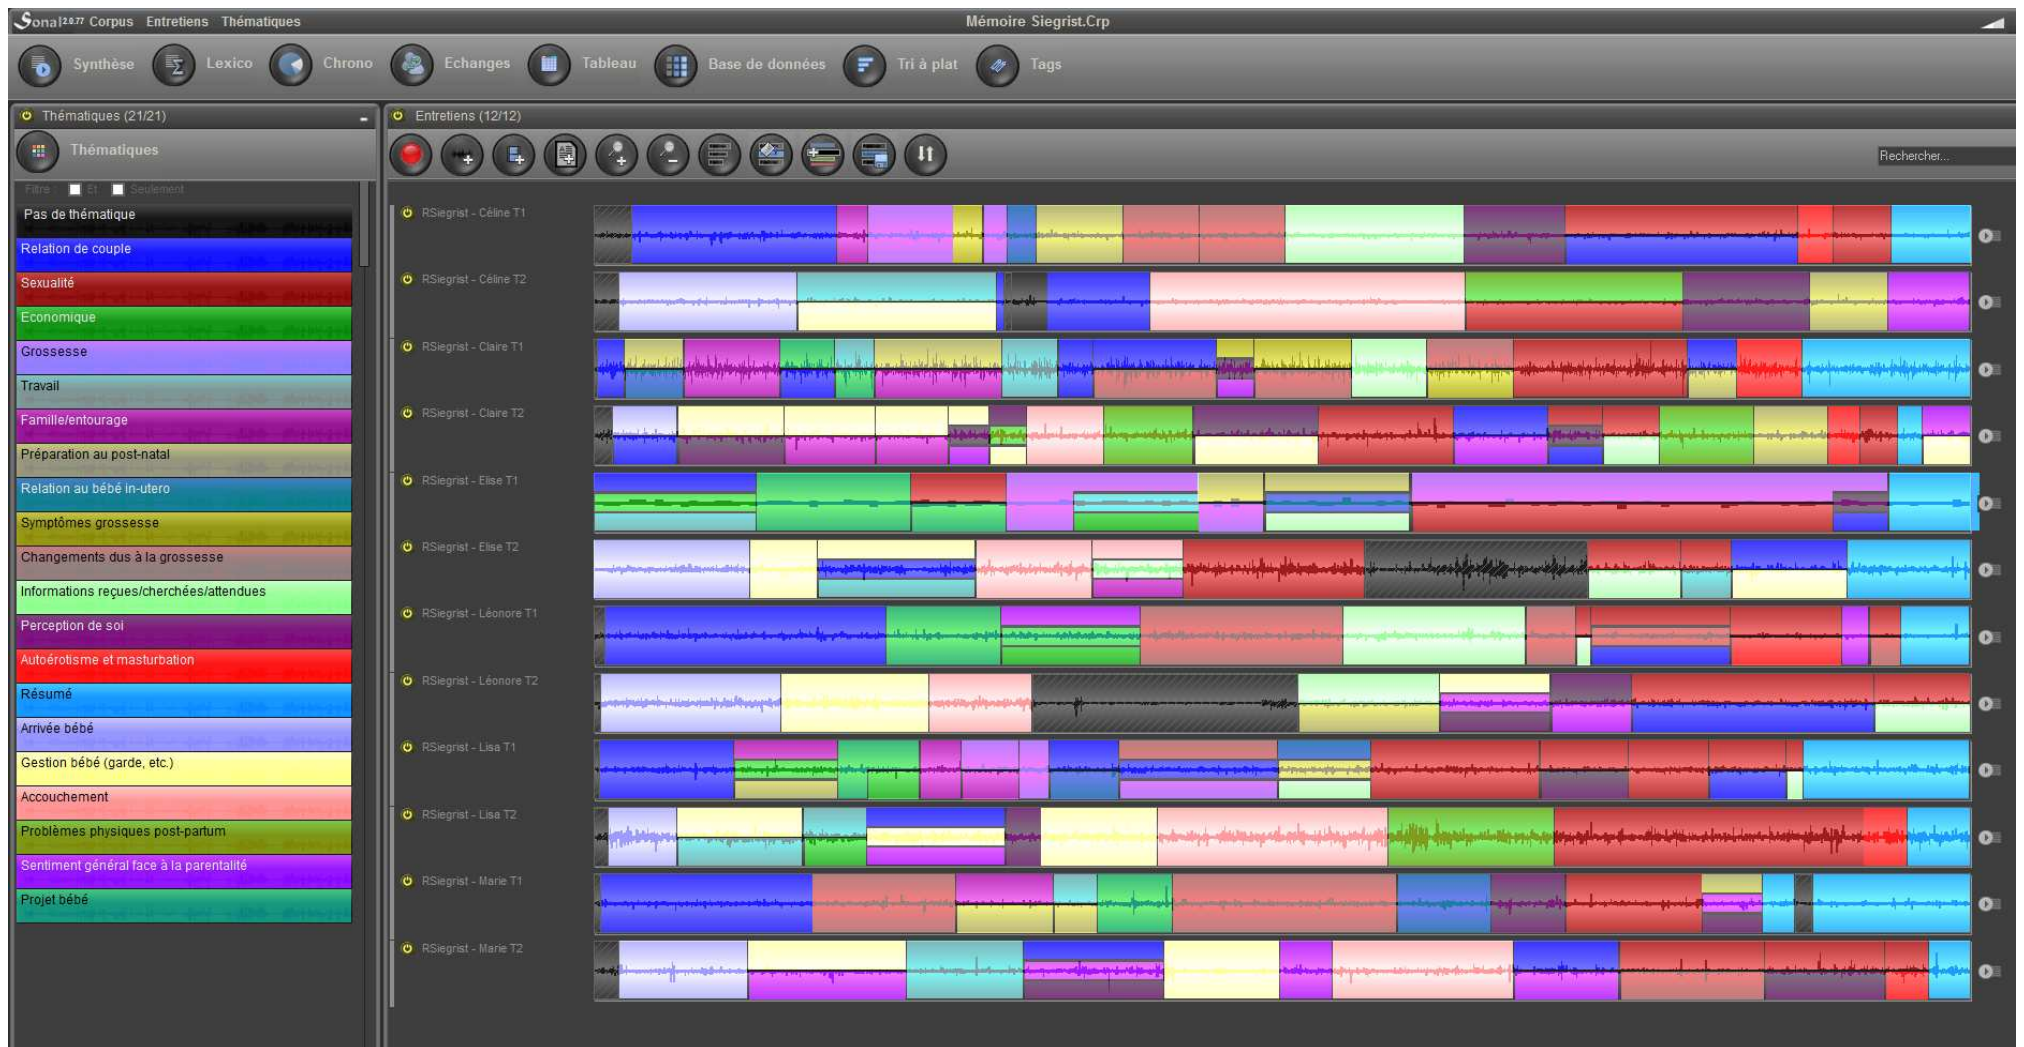 Sonal 2.0.77 Corpus Entretiens Thématiques Mémoire Siegrist.Crp
Synthèse Lexico Chrono Echanges Tableau Base de données Tri à plat Tags
Thématiques (21/21)
Thématiques
Filtre : Et Seulement
Pas de thématique
Relation de couple
Sexualité
Economique
Grossesse
Travail
Famille/entourage
Préparation au post-natal
Relation au bébé in-utero
Symptômes grossesse
Changements dus à la grossesse
Informations reçues/cherchées/attendues
Perception de soi
Autoérotisme et masturbation
Résumé
Arrivée bébé
Gestion bébé (garde, etc.)
Accouchement
Problèmes physiques post-partum
Sentiment général face à la parentalité
Projet bébé
Entretiens (12/12)
Rechercher...
RSiegrist - Céline T1
RSiegrist - Céline T2
RSiegrist - Claire T1
RSiegrist - Claire T2
RSiegrist - Elise T1
RSiegrist - Elise T2
RSiegrist - Léonore T1
RSiegrist - Léonore T2
RSiegrist - Lisa T1
RSiegrist - Lisa T2
RSiegrist - Marie T1
RSiegrist - Marie T2